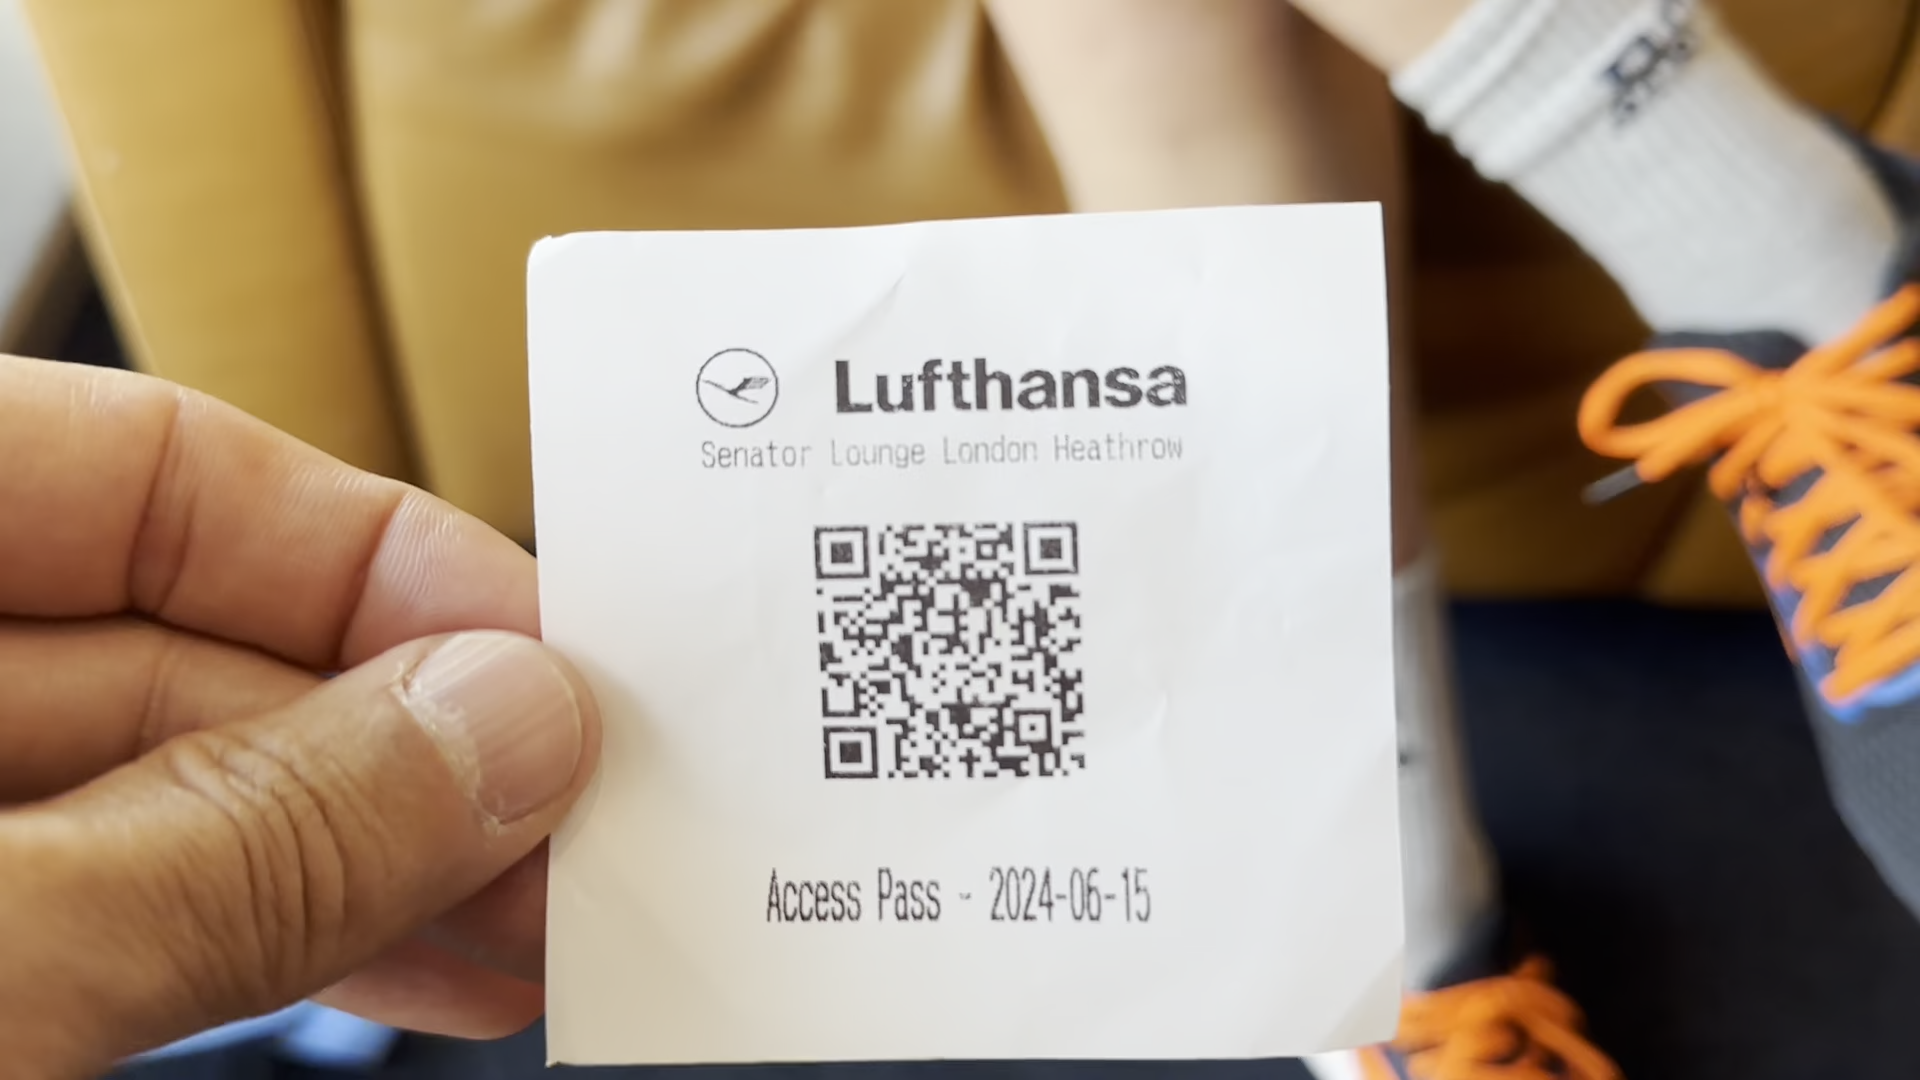 Lufthansa
Senator Lounge London Heathrow
Access Pass - 2024-06-15